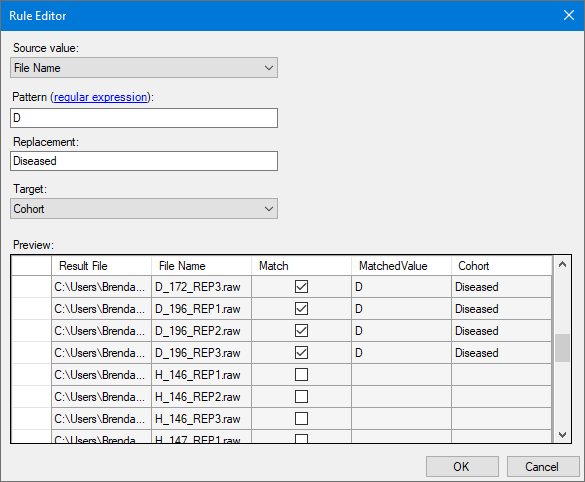 Rule Editor
Source value:
File Name
Pattern (regular expression):
D
Replacement:
Diseased
Target:
Cohort
Preview:
Result File File Name Match MatchedValue Cohort
C:\Users\Brenda... D_172_REP3.raw D Diseased
C:\Users\Brenda... D_196_REP1.raw D Diseased
C:\Users\Brenda... D_196_REP2.raw D Diseased
C:\Users\Brenda... D_196_REP3.raw D Diseased
C:\Users\Brenda... H_146_REP1.raw
C:\Users\Brenda... H_146_REP2.raw
C:\Users\Brenda... H_146_REP3.raw
C:\Users\Brenda... H_147_REP1.raw
OK Cancel